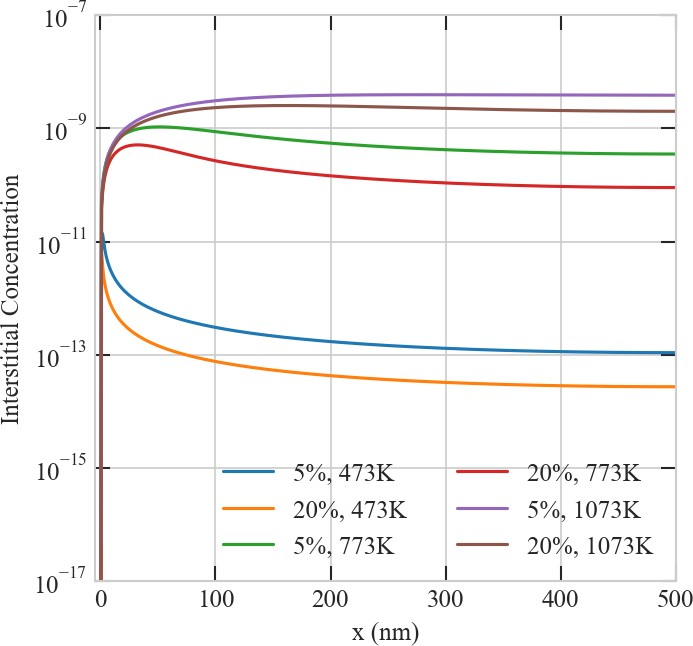 10⁻⁷
10⁻⁹
10⁻¹¹
10⁻¹³
10⁻¹⁵
10⁻¹⁷
Interstitial Concentration
5%, 473K
20%, 473K
5%, 773K
20%, 773K
5%, 1073K
20%, 1073K
0 100 200 300 400 500
x (nm)